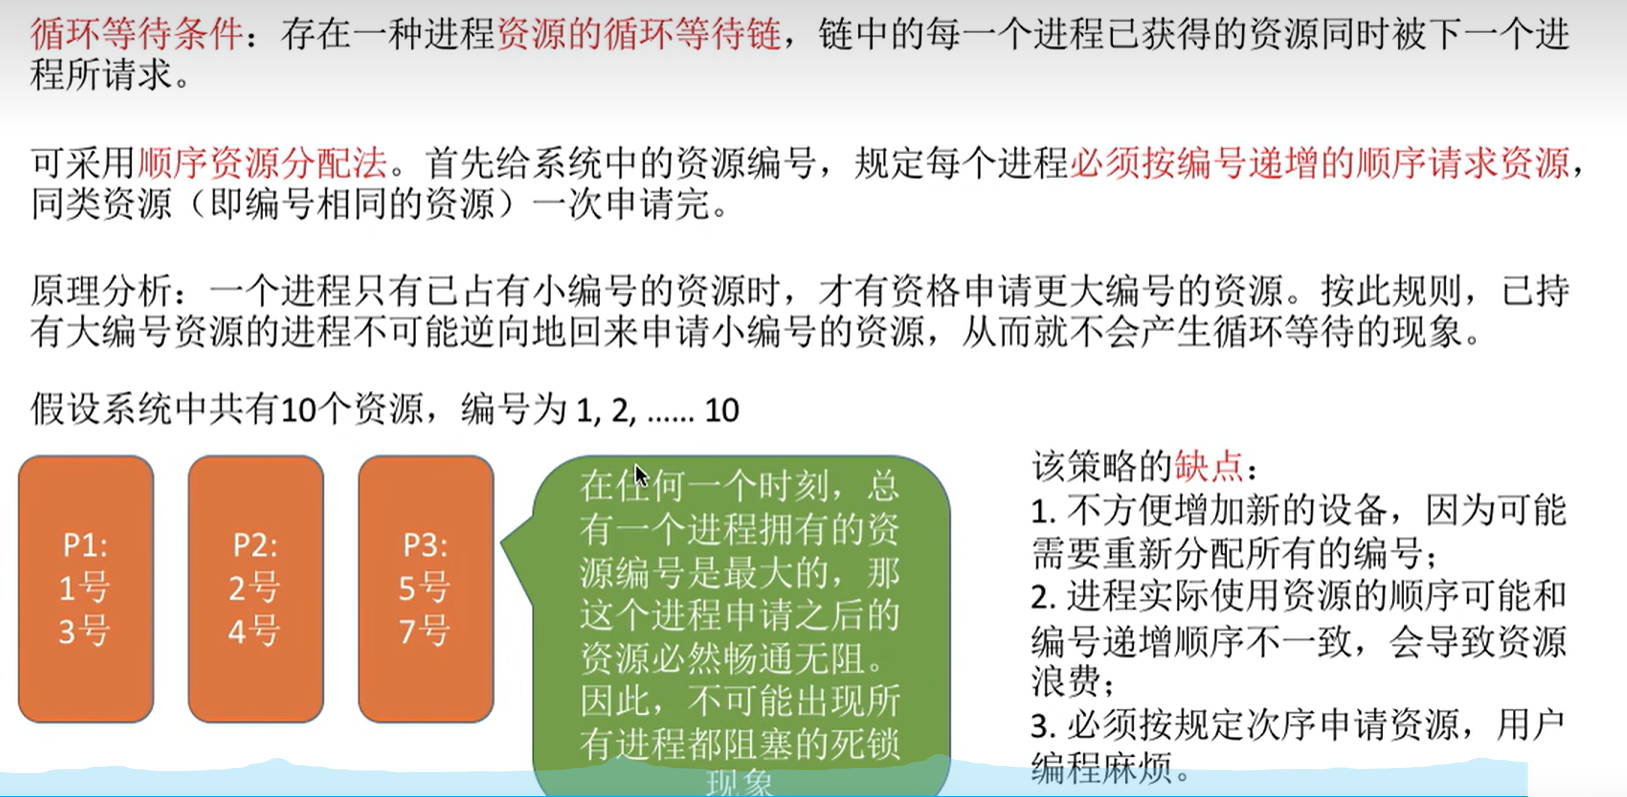 循环等待条件：存在一种进程资源的循环等待链，链中的每一个进程已获得的资源同时被下一个进
程所请求。
可采用顺序资源分配法。首先给系统中的资源编号，规定每个进程必须按编号递增的顺序请求资源，
同类资源（即编号相同的资源）一次申请完。
原理分析：一个进程只有已占有小编号的资源时，才有资格申请更大编号的资源。按此规则，已持
有大编号资源的进程不可能逆向地回来申请小编号的资源，从而就不会产生循环等待的现象。
假设系统中共有10个资源，编号为 1, 2, ...... 10
P1:
1号
3号
P2:
2号
4号
P3:
5号
7号
在任何一个时刻，总
有一个进程拥有的资
源编号是最大的，那
这个进程申请之后的
资源必然畅通无阻。
因此，不可能出现所
有进程都阻塞的死锁
现象
该策略的缺点：
1. 不方便增加新的设备，因为可能
需要重新分配所有的编号；
2. 进程实际使用资源的顺序可能和
编号递增顺序不一致，会导致资源
浪费；
3. 必须按规定次序申请资源，用户
编程麻烦。